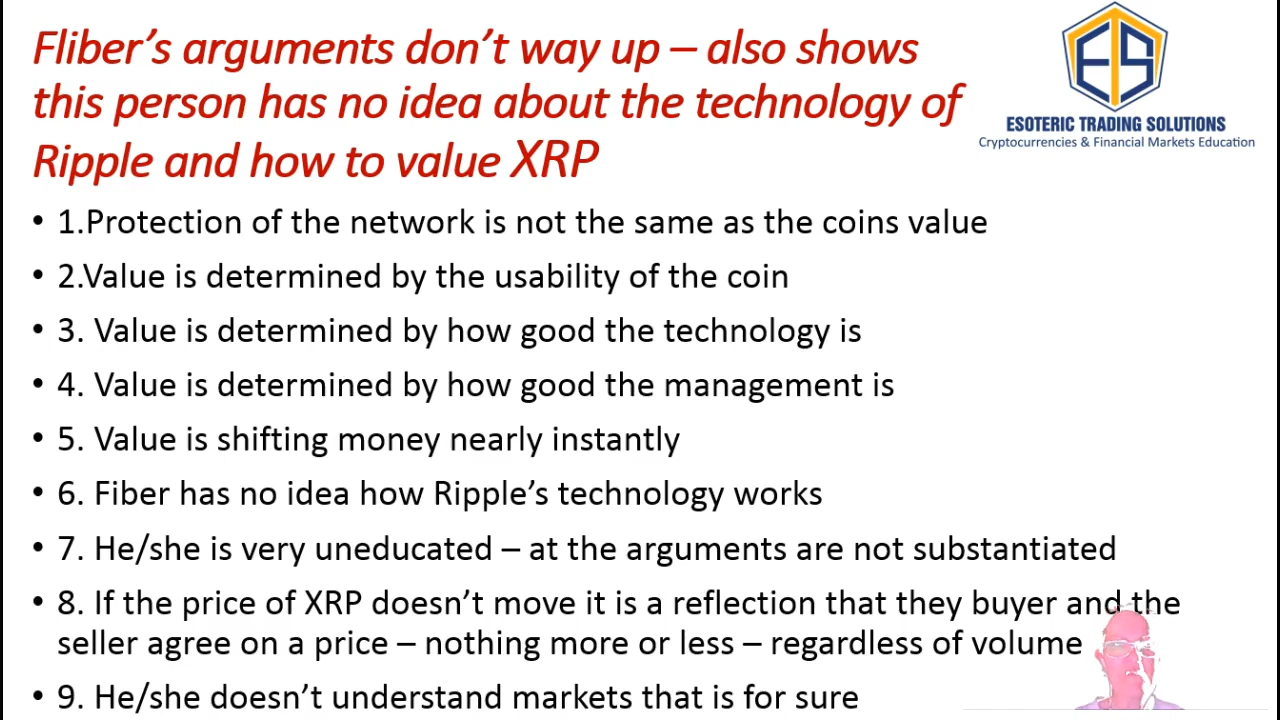 Fliber’s arguments don’t way up – also shows
this person has no idea about the technology of
Ripple and how to value XRP
ES
ESOTERIC TRADING SOLUTIONS
Cryptocurrencies & Financial Markets Education
• 1.Protection of the network is not the same as the coins value
• 2.Value is determined by the usability of the coin
• 3. Value is determined by how good the technology is
• 4. Value is determined by how good the management is
• 5. Value is shifting money nearly instantly
• 6. Fiber has no idea how Ripple’s technology works
• 7. He/she is very uneducated – at the arguments are not substantiated
• 8. If the price of XRP doesn’t move it is a reflection that they buyer and the
seller agree on a price – nothing more or less – regardless of volume
• 9. He/she doesn’t understand markets that is for sure